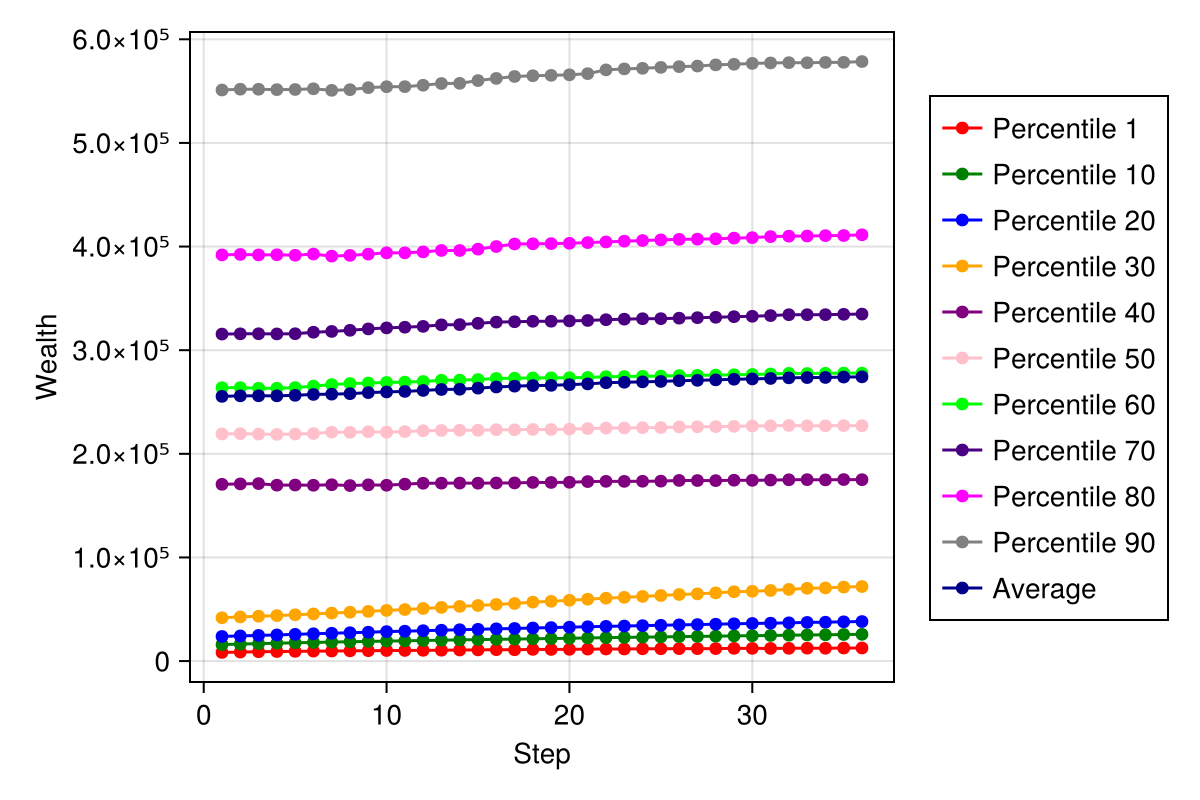 6.0×10⁵
5.0×10⁵
4.0×10⁵
3.0×10⁵
2.0×10⁵
1.0×10⁵
0
Wealth
0 10 20 30
Step
Percentile 1
Percentile 10
Percentile 20
Percentile 30
Percentile 40
Percentile 50
Percentile 60
Percentile 70
Percentile 80
Percentile 90
Average